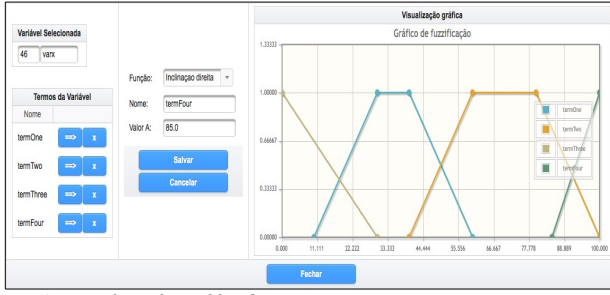 Variável Selecionada
46 varx
Termos da Variável
Nome
termOne ==> x
termTwo ==> x
termThree ==> x
termFour ==> x
Função: Inclinaçao direita
Nome: termFour
Valor A: 85.0
Salvar
Cancelar
Visualização gráfica
Gráfico de fuzzificação
1.33333
1.00000
0.66667
0.33333
0.00000
0.000 11.111 22.222 33.333 44.444 55.556 66.667 77.778 88.889 100.000
termOne
termTwo
termThree
termFour
Fechar